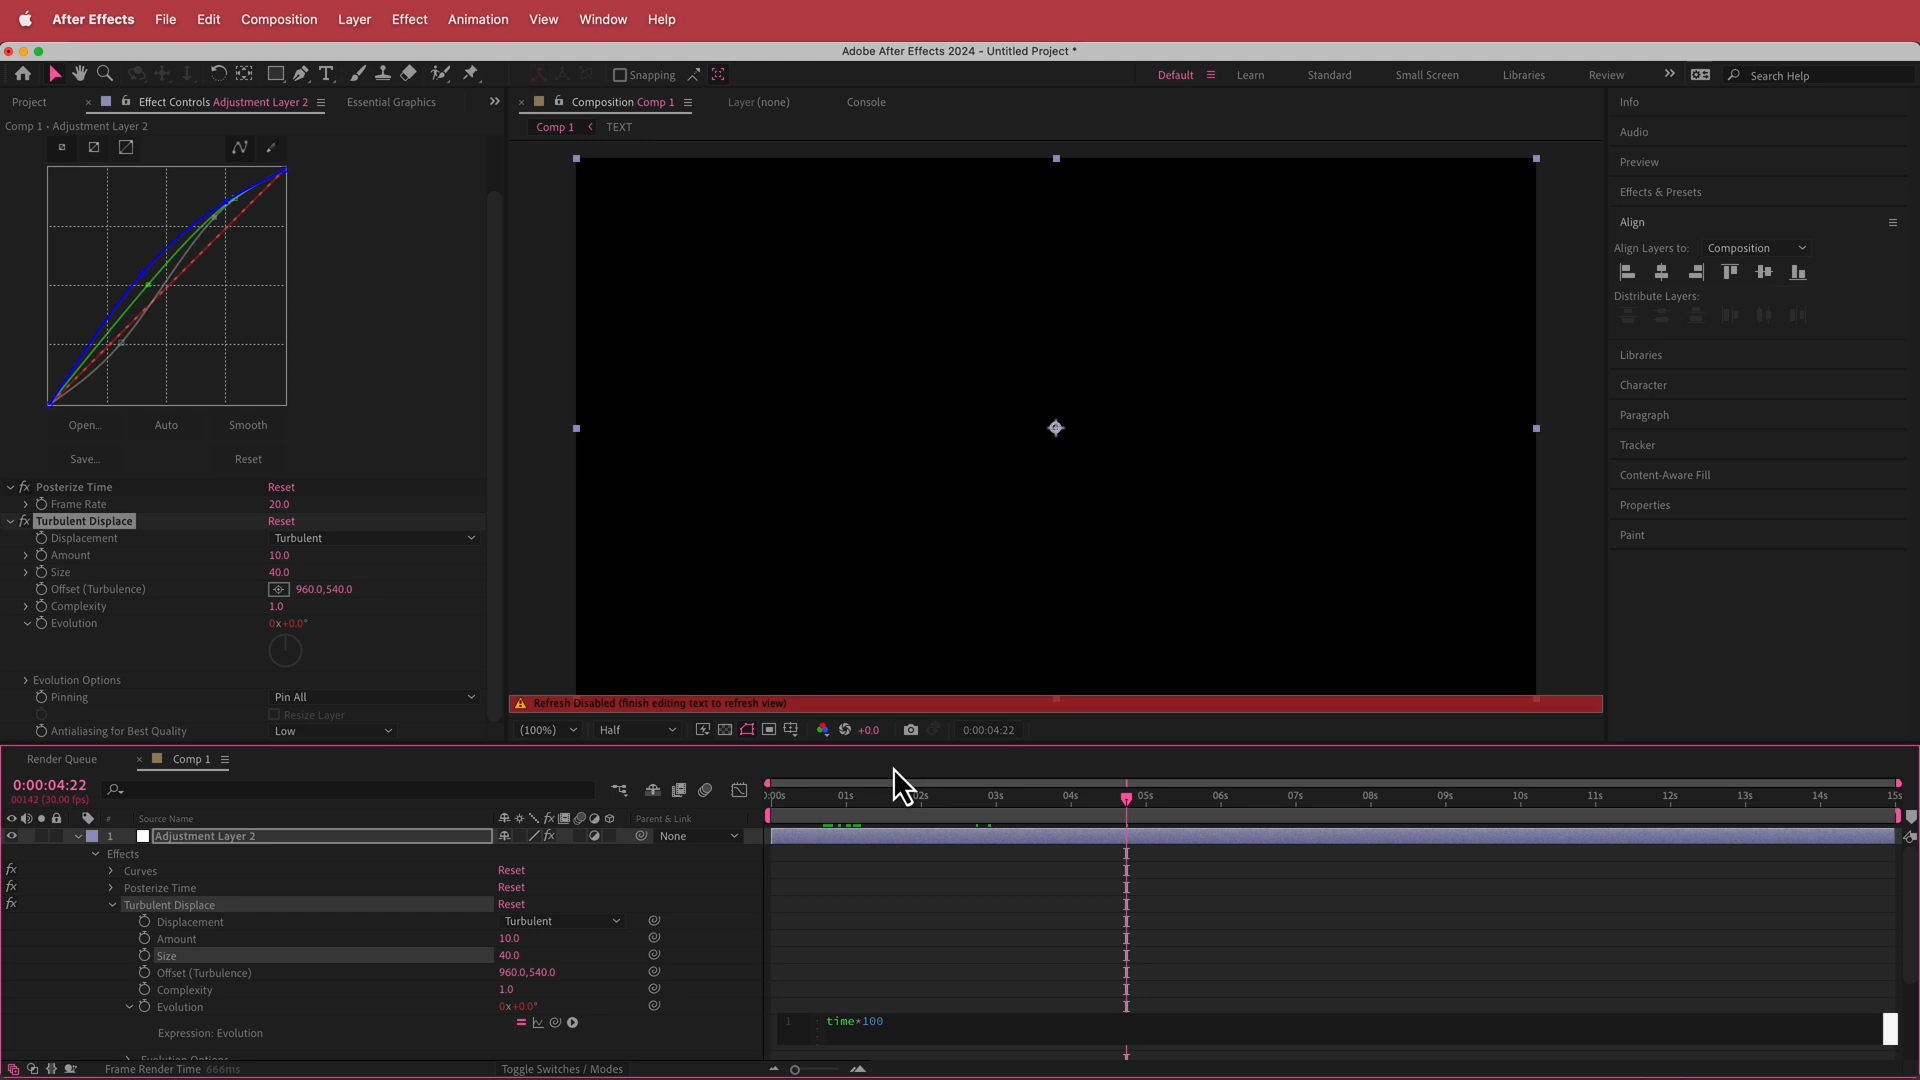 After Effects File Edit Composition Layer Effect Animation View Window Help
Adobe After Effects 2024 - Untitled Project *
Snapping Default Learn Standard Small Screen Libraries Review Search Help
Project Effect Controls Adjustment Layer 2 Essential Graphics
Composition Comp 1 Layer (none) Console
Comp 1 • Adjustment Layer 2
Comp 1 TEXT
Open... Auto Smooth
Save... Reset
Posterize Time Reset
Frame Rate 20.0
Turbulent Displace Reset
Displacement Turbulent
Amount 10.0
Size 40.0
Offset (Turbulence) 960.0,540.0
Complexity 1.0
Evolution 0x+0.0°
Evolution Options
Pinning Pin All
Resize Layer
Antialiasing for Best Quality Low
Refresh Disabled (finish editing text to refresh view)
(100%) Half +0.0 0:00:04:22
Info
Audio
Preview
Effects & Presets
Align
Align Layers to: Composition
Distribute Layers:
Libraries
Character
Paragraph
Tracker
Content-Aware Fill
Properties
Paint
Render Queue Comp 1
0:00:04:22
00142 (30.00 fps)
:00s 01s 02s 03s 04s 05s 06s 07s 08s 09s 10s 11s 12s 13s 14s 15s
# Source Name Parent & Link
1 Adjustment Layer 2 None
Effects
Curves Reset
Posterize Time Reset
Turbulent Displace Reset
Displacement Turbulent
Amount 10.0
Size 40.0
Offset (Turbulence) 960.0,540.0
Complexity 1.0
Evolution 0x+0.0°
Expression: Evolution
1 time*100
Evolution Options
Frame Render Time 666ms Toggle Switches / Modes